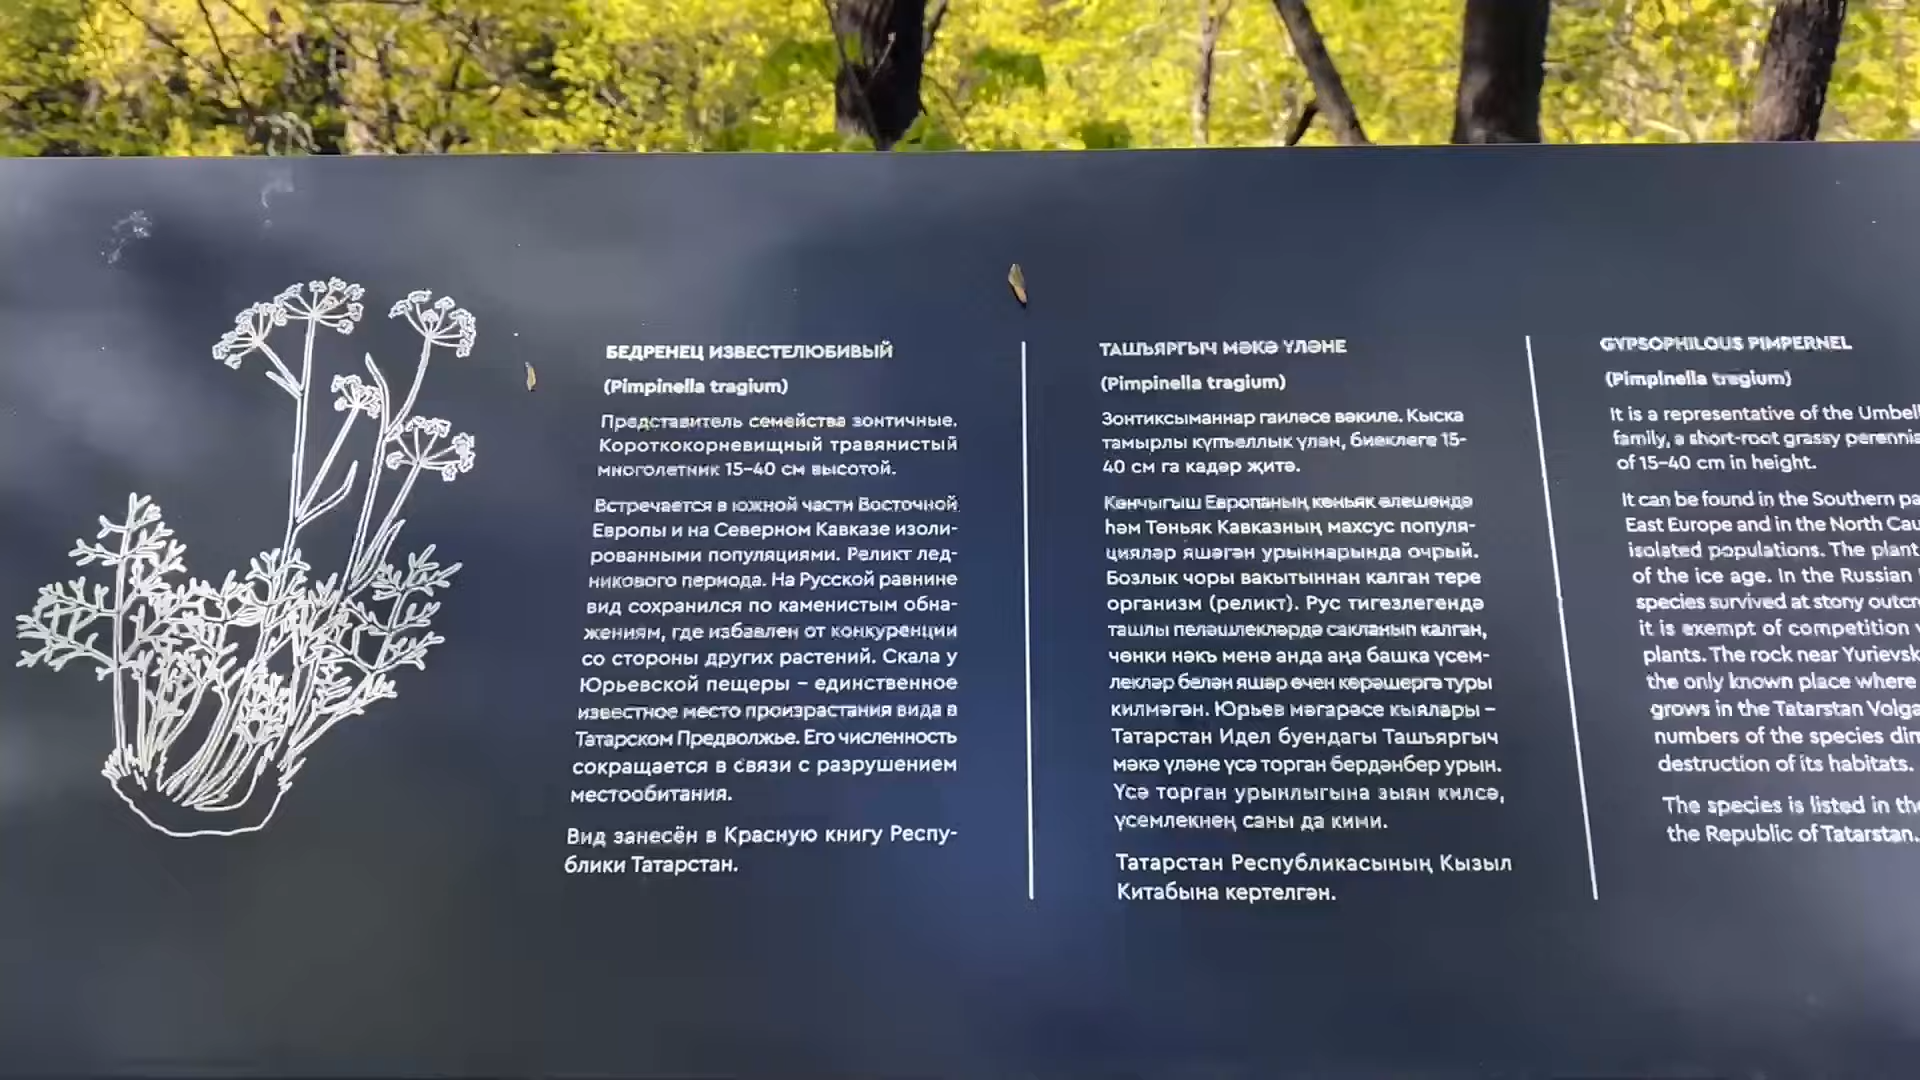 БЕДРЕНЕЦ ИЗВЕСТЕЛЮБИВЫЙ
(Pimpinella tragium)
Представитель семейства зонтичные.
Короткокорневищный травянистый
многолетник 15-40 см высотой.
Встречается в южной части Восточной
Европы и на Северном Кавказе изоли-
рованными популяциями. Реликт лед-
никового периода. На Русской равнине
вид сохранился по каменистым обна-
жениям, где избавлен от конкуренции
со стороны других растений. Скала у
Юрьевской пещеры – единственное
известное место произрастания вида в
Татарском Предволжье. Его численность
сокращается в связи с разрушением
местообитания.
Вид занесён в Красную книгу Респу-
блики Татарстан.
ТАШЪЯРГЫЧ МӘКӘ ҮЛӘНЕ
(Pimpinella tragium)
Зонтиксыманнар гаиләсе вәкиле. Кыска
тамырлы күпъеллык үлән, биеклеге 15-
40 см га кадәр җитә.
Көнчыгыш Европаның көньяк өлешендә
һәм Төньяк Кавказның махсус популя-
цияләр яшәгән урыннарында очрый.
Бозлык чоры вакытыннан калган тере
организм (реликт). Рус тигезлегендә
ташлы пеләшлекләрдә сакланып калган,
чөнки нәкъ менә анда аңа башка үсем-
лекләр белән яшәр өчен көрәшергә туры
килмәгән. Юрьев мәгарәсе кыялары –
Татарстан Идел буендагы Ташъяргыч
мәкә үләне үсә торган бердәнбер урын.
Үсә торган урынлыгына зыян килсә,
үсемлекнең саны да кими.
Татарстан Республикасының Кызыл
Китабына кертелгән.
GYPSOPHILOUS PIMPERNEL
(Pimpinella tragium)
It is a representative of the
family, a short-root grassy
of 15-40 cm in height.
It can be found in the Southern
East Europe and in the North
isolated populations. The plant
of the ice age. In the Russian
species survived at stony
it is exempt of competition
plants. The rock near
the only known place where
grows in the Tatarstan
numbers of the species
destruction of its habitats.
The species is listed in the
the Republic of Tatarstan.